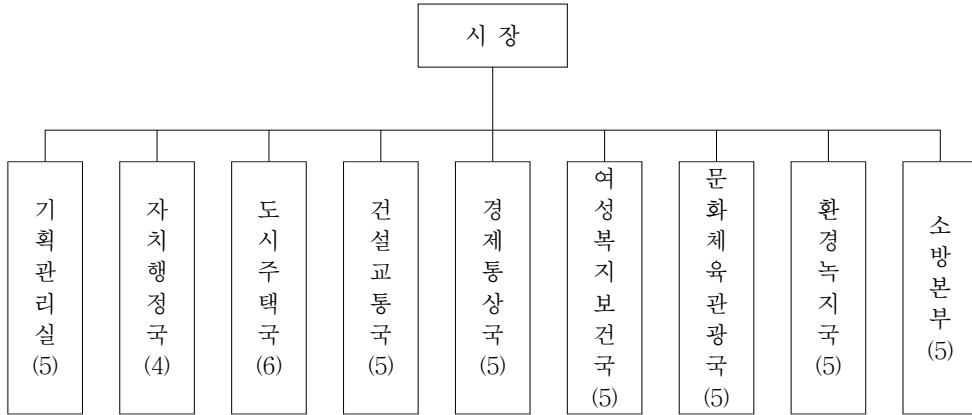 시 장
기획관리실
(5)
자치행정국
(4)
도시주택국
(6)
건설교통국
(5)
경제통상국
(5)
여성복지보건국
(5)
문화체육관광국
(5)
환경녹지국
(5)
소방본부
(5)